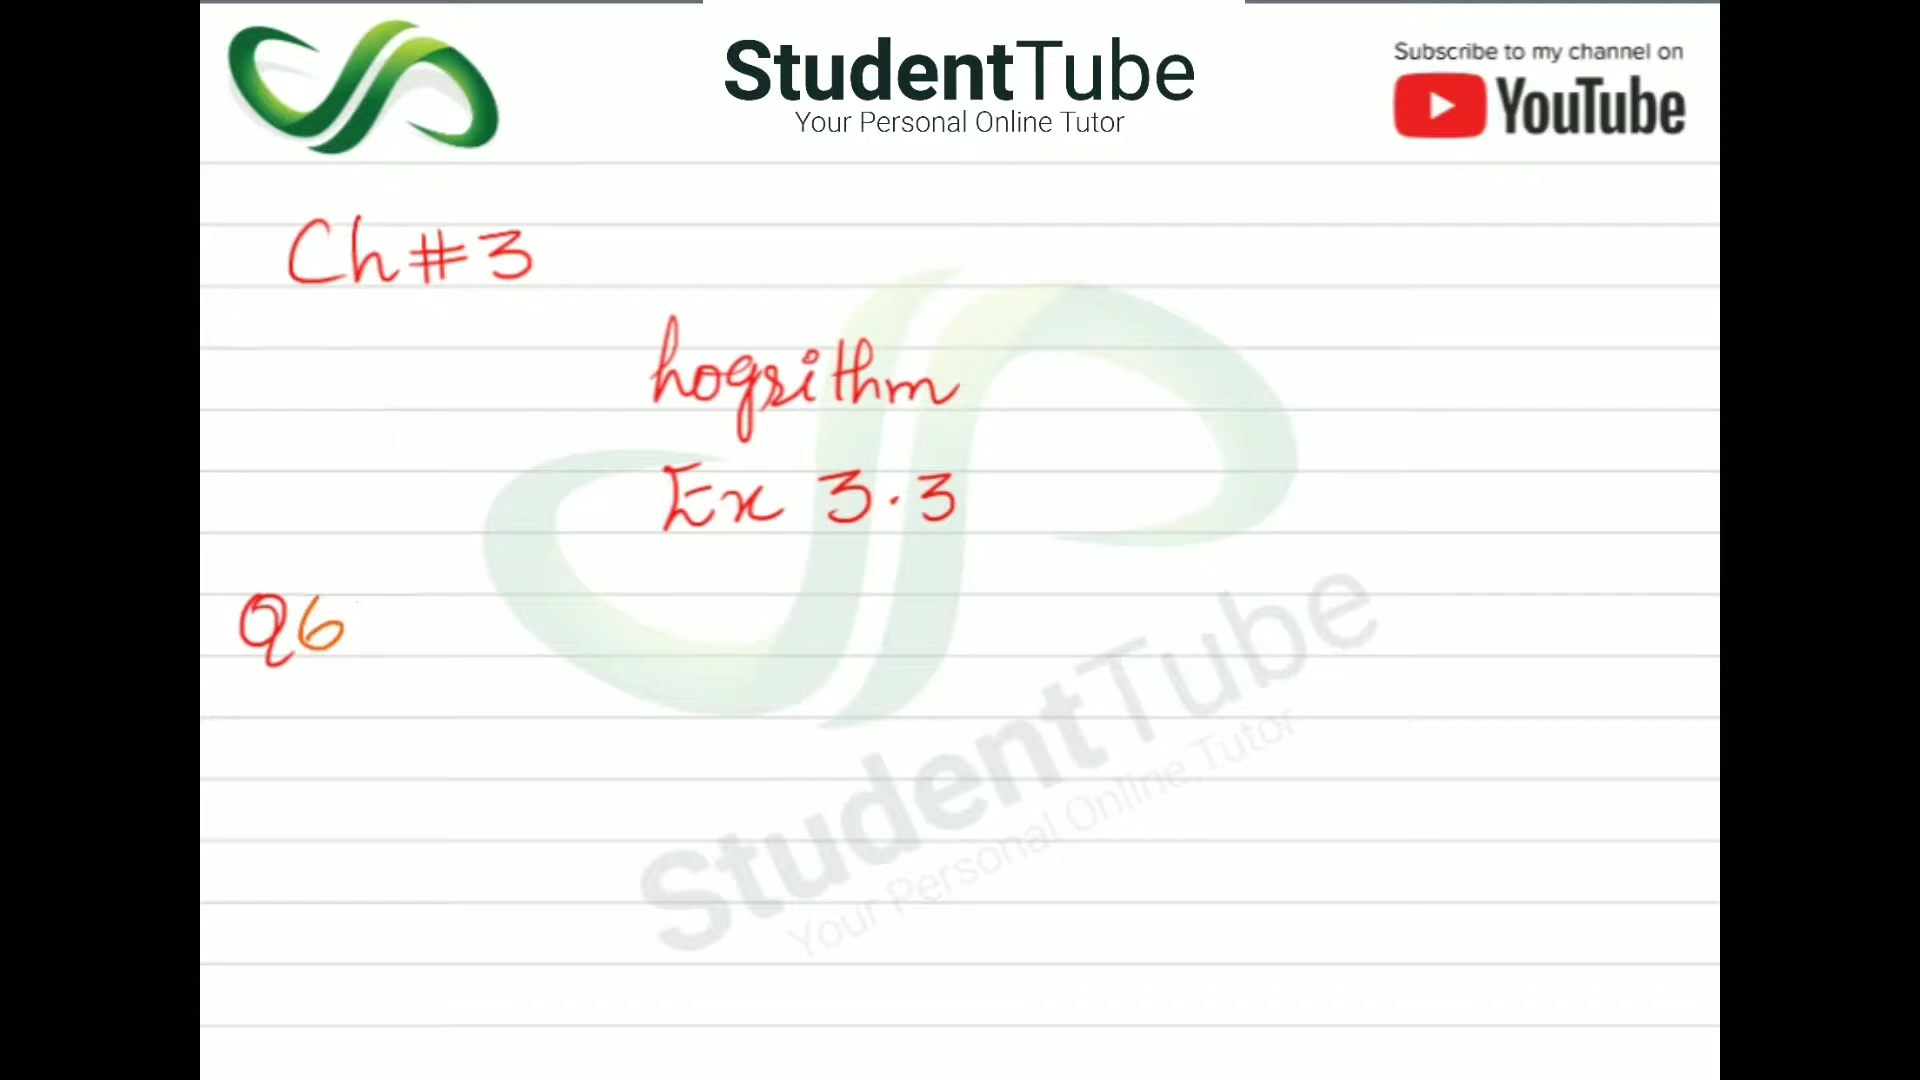 StudentTube
Your Personal Online Tutor
Subscribe to my channel on
YouTube
Ch # 3
Logrithm
Ex 3.3
Q6
StudentTube
Your Personal Online Tutor